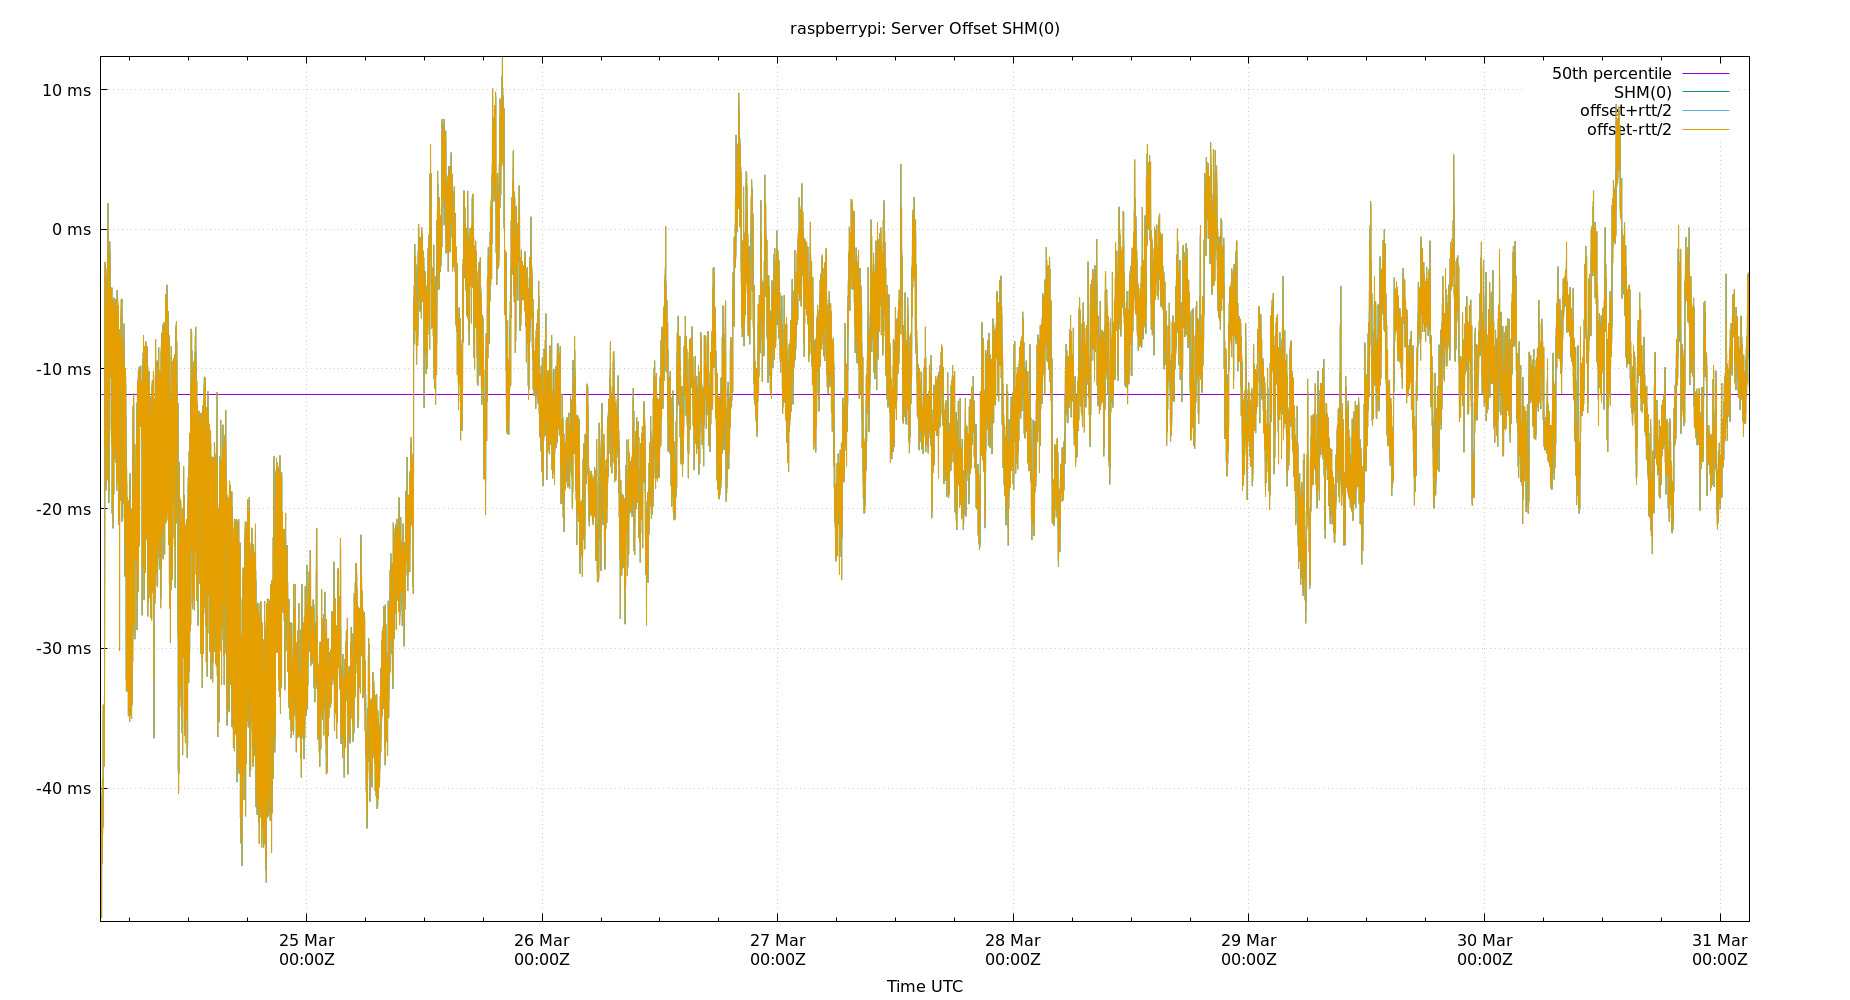 raspberrypi: Server Offset SHM(0)
50th percentile
SHM(0)
offset+rtt/2
offset-rtt/2
10 ms
0 ms
-10 ms
-20 ms
-30 ms
-40 ms
25 Mar
00:00Z
26 Mar
00:00Z
27 Mar
00:00Z
28 Mar
00:00Z
29 Mar
00:00Z
30 Mar
00:00Z
31 Mar
00:00Z
Time UTC